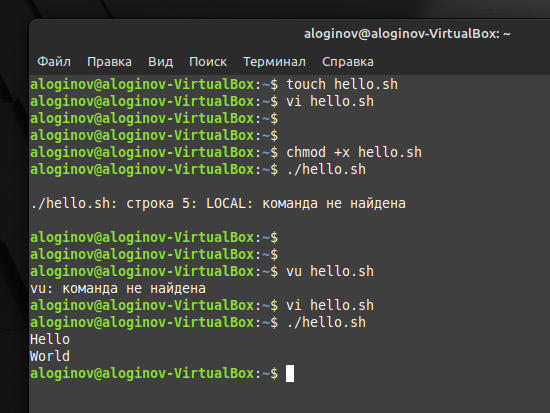 aloginov@aloginov-VirtualBox: ~
Файл Правка Вид Поиск Терминал Справка
aloginov@aloginov-VirtualBox:~$ touch hello.sh
aloginov@aloginov-VirtualBox:~$ vi hello.sh
aloginov@aloginov-VirtualBox:~$
aloginov@aloginov-VirtualBox:~$
aloginov@aloginov-VirtualBox:~$ chmod +x hello.sh
aloginov@aloginov-VirtualBox:~$ ./hello.sh
./hello.sh: строка 5: LOCAL: команда не найдена
aloginov@aloginov-VirtualBox:~$
aloginov@aloginov-VirtualBox:~$
aloginov@aloginov-VirtualBox:~$ vu hello.sh
vu: команда не найдена
aloginov@aloginov-VirtualBox:~$ vi hello.sh
aloginov@aloginov-VirtualBox:~$ ./hello.sh
Hello
World
aloginov@aloginov-VirtualBox:~$